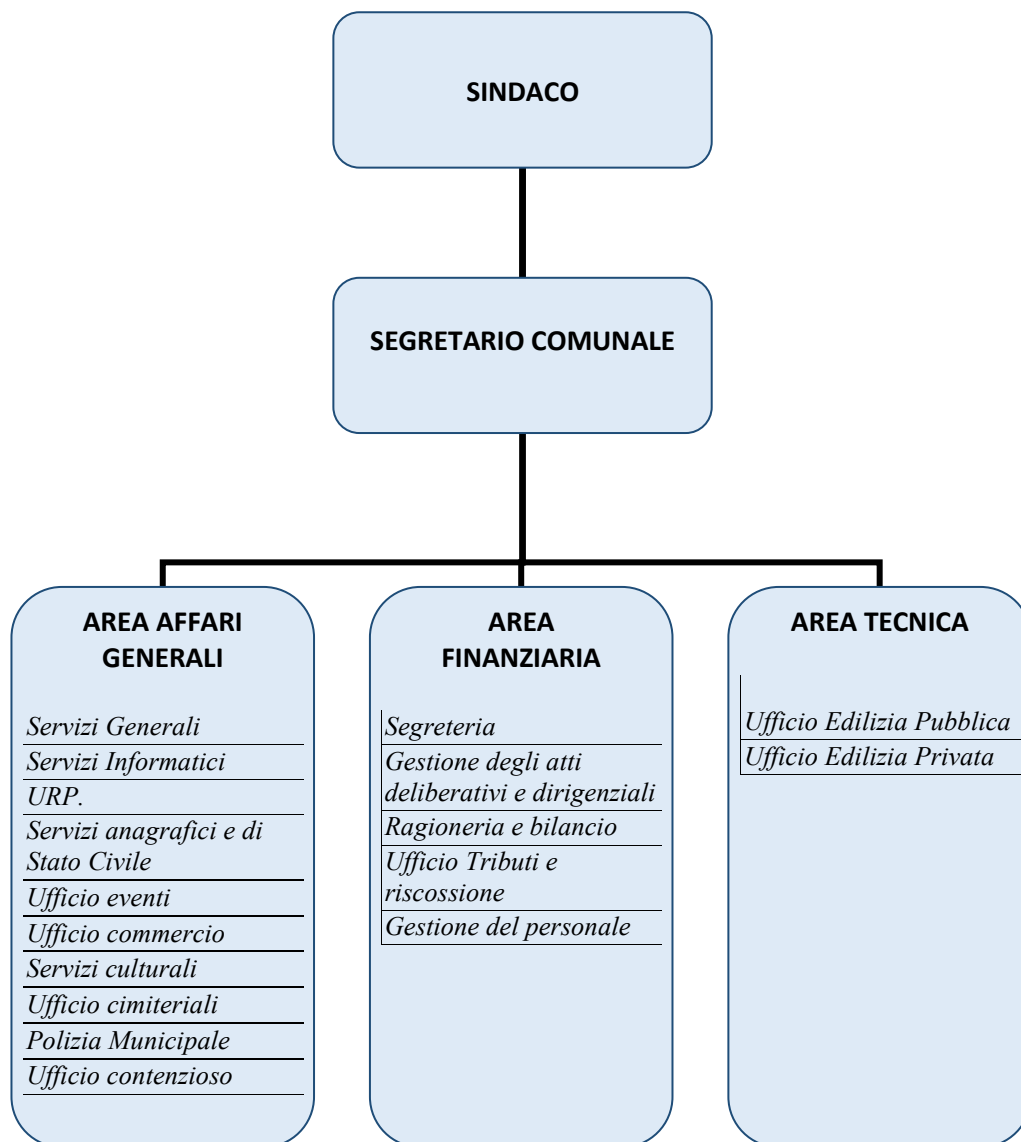 SINDACO
SEGRETARIO COMUNALE
AREA AFFARI
GENERALI
Servizi Generali
Servizi Informatici
URP.
Servizi anagrafici e di
Stato Civile
Ufficio eventi
Ufficio commercio
Servizi culturali
Ufficio cimiteriali
Polizia Municipale
Ufficio contenzioso
AREA
FINANZIARIA
Segreteria
Gestione degli atti
deliberativi e dirigenziali
Ragioneria e bilancio
Ufficio Tributi e
riscossione
Gestione del personale
AREA TECNICA
Ufficio Edilizia Pubblica
Ufficio Edilizia Privata